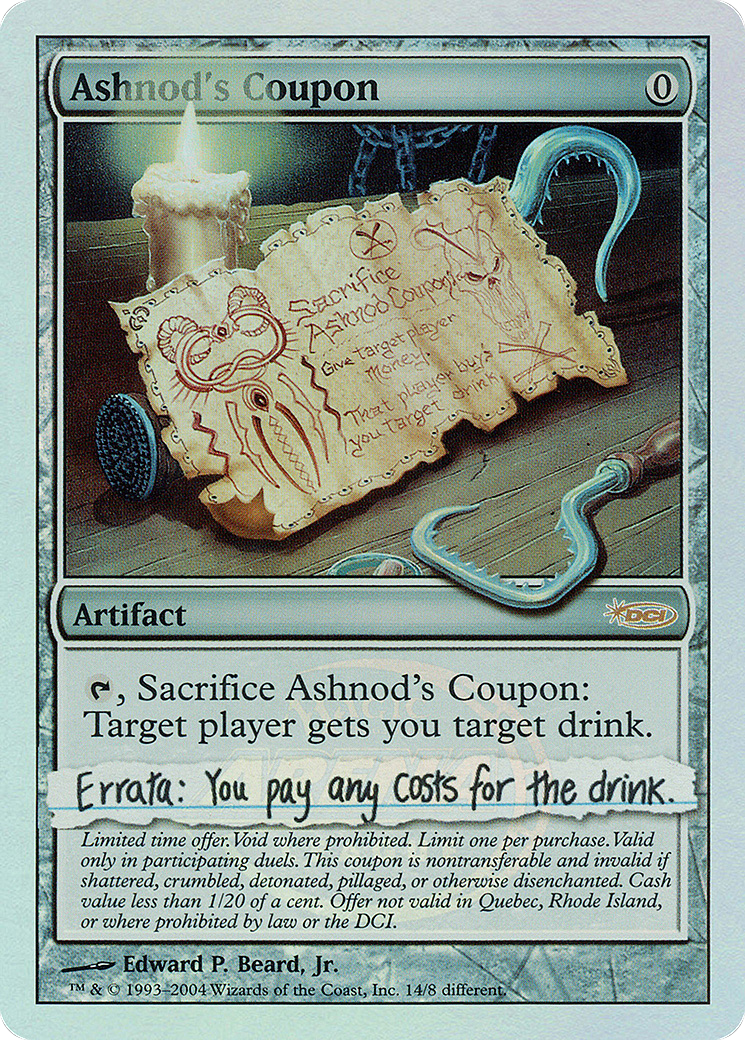 Ashnod's Coupon 0
Sacrifice
Ashnod Coupon:
Give target player
Money.
That player buys
you target drink
Artifact
DCI
, Sacrifice Ashnod's Coupon:
Target player gets you target drink.
Errata: You pay any costs for the drink.
Limited time offer. Void where prohibited. Limit one per purchase. Valid
only in participating duels. This coupon is nontransferable and invalid if
shattered, crumbled, detonated, pillaged, or otherwise disenchanted. Cash
value less than 1/20 of a cent. Offer not valid in Quebec, Rhode Island,
or where prohibited by law or the DCI.
Edward P. Beard, Jr.
™ & © 1993–2004 Wizards of the Coast, Inc. 14/8 different.